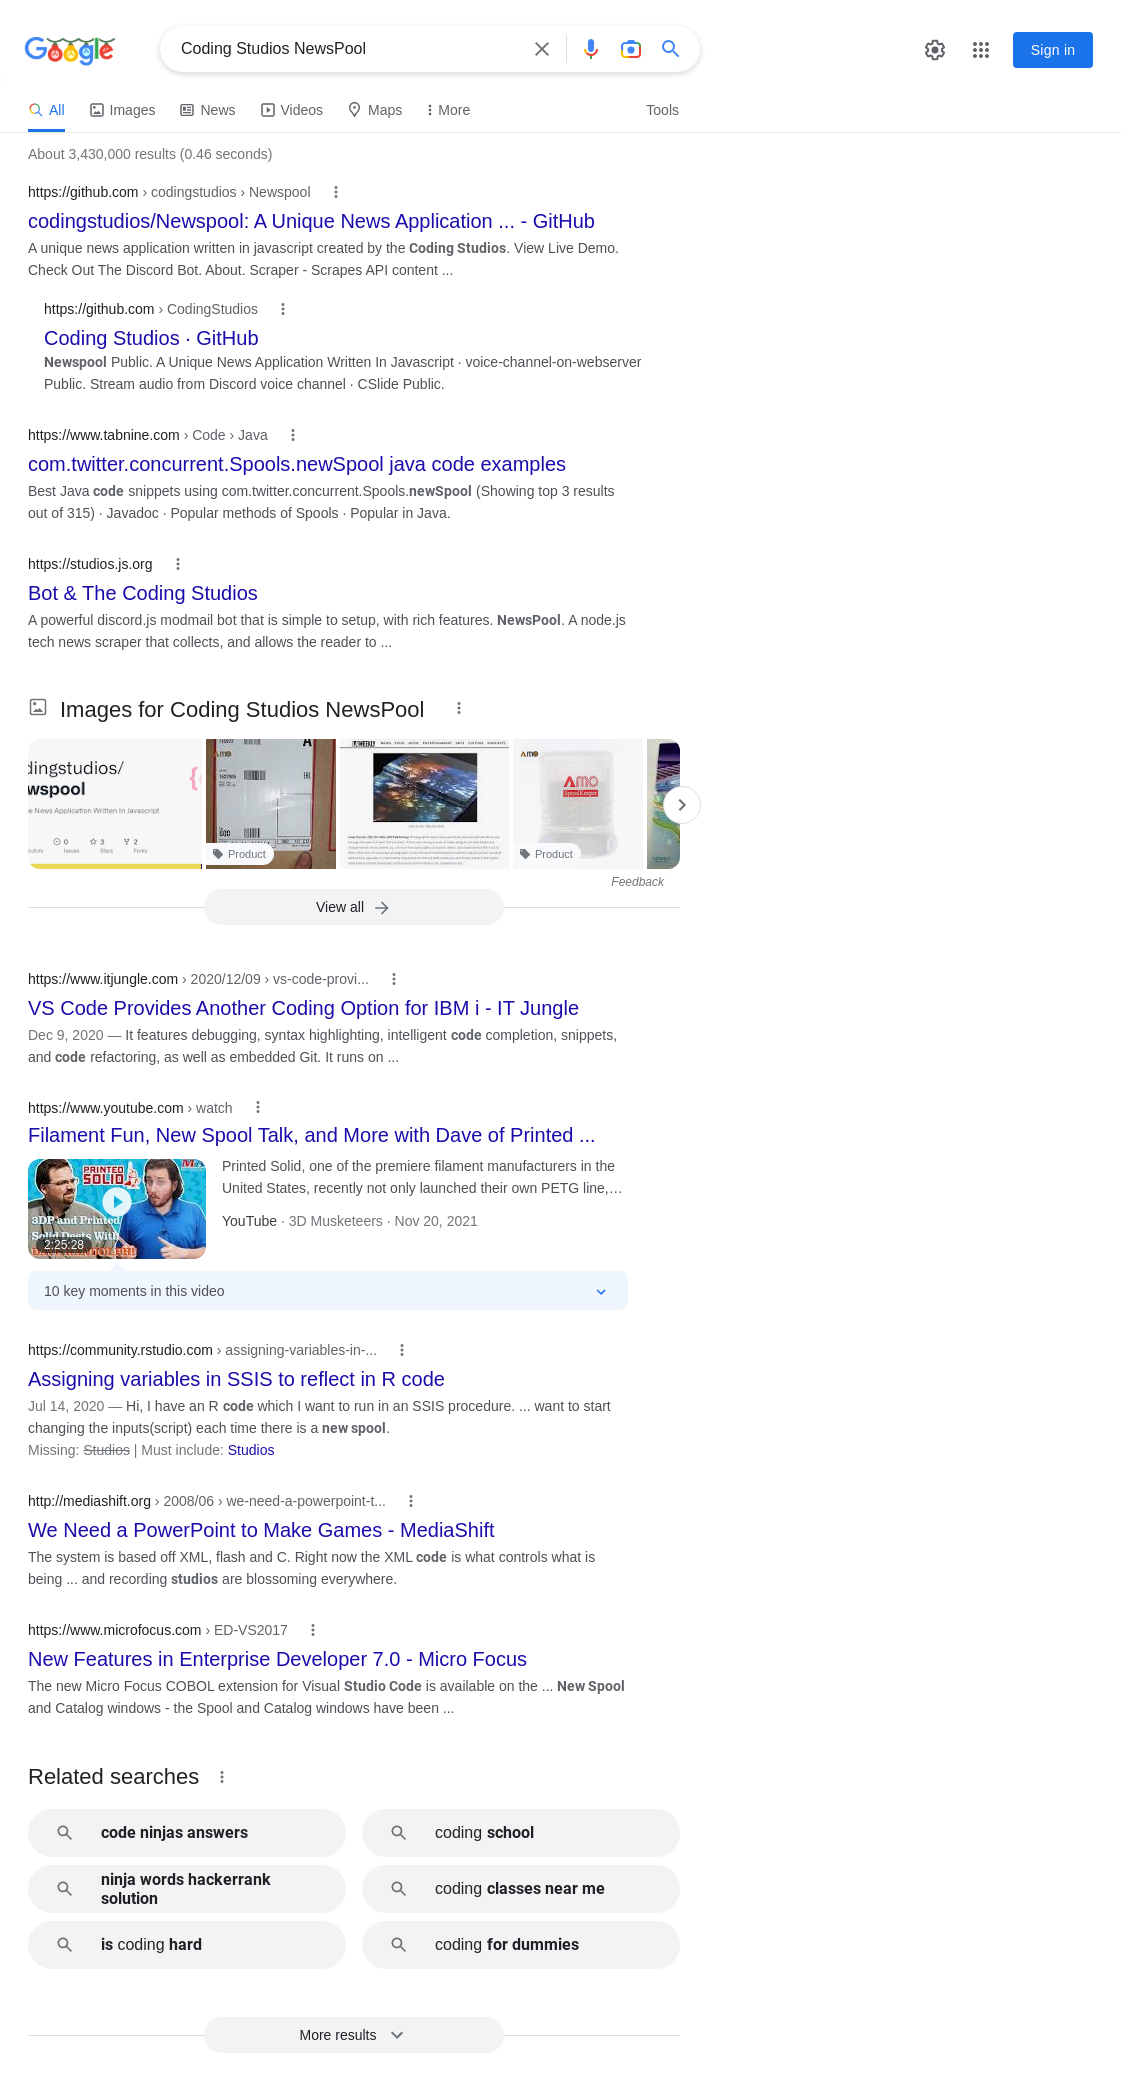 Google
Coding Studios NewsPool
Sign in
All
Images
News
Videos
Maps
More
Tools
About 3,430,000 results (0.46 seconds)
https://github.com › codingstudios › Newspool
codingstudios/Newspool: A Unique News Application ... - GitHub
A unique news application written in javascript created by the Coding Studios. View Live Demo.
Check Out The Discord Bot. About. Scraper - Scrapes API content ...
https://github.com › CodingStudios
Coding Studios · GitHub
Newspool Public. A Unique News Application Written In Javascript · voice-channel-on-webserver
Public. Stream audio from Discord voice channel · CSlide Public.
https://www.tabnine.com › Code › Java
com.twitter.concurrent.Spools.newSpool java code examples
Best Java code snippets using com.twitter.concurrent.Spools.newSpool (Showing top 3 results
out of 315) · Javadoc · Popular methods of Spools · Popular in Java.
https://studios.js.org
Bot & The Coding Studios
A powerful discord.js modmail bot that is simple to setup, with rich features. NewsPool. A node.js
tech news scraper that collects, and allows the reader to ...
Images for Coding Studios NewsPool
dingstudios/
wspool
e News Application Written In Javascript
0
3
2
Issues
Stars
Forks
AMO
A
Product
AMO
AMO
SpoolKeeper
Product
Feedback
View all
https://www.itjungle.com › 2020/12/09 › vs-code-provi...
VS Code Provides Another Coding Option for IBM i - IT Jungle
Dec 9, 2020 — It features debugging, syntax highlighting, intelligent code completion, snippets,
and code refactoring, as well as embedded Git. It runs on ...
https://www.youtube.com › watch
Filament Fun, New Spool Talk, and More with Dave of Printed ...
PRINTED
SOLID
3DP and Printed
Solid Deets With
2:25:28
Printed Solid, one of the premiere filament manufacturers in the
United States, recently not only launched their own PETG line,...
YouTube · 3D Musketeers · Nov 20, 2021
10 key moments in this video
https://community.rstudio.com › assigning-variables-in-...
Assigning variables in SSIS to reflect in R code
Jul 14, 2020 — Hi, I have an R code which I want to run in an SSIS procedure. ... want to start
changing the inputs(script) each time there is a new spool.
Missing: Studios | Must include: Studios
http://mediashift.org › 2008/06 › we-need-a-powerpoint-t...
We Need a PowerPoint to Make Games - MediaShift
The system is based off XML, flash and C. Right now the XML code is what controls what is
being ... and recording studios are blossoming everywhere.
https://www.microfocus.com › ED-VS2017
New Features in Enterprise Developer 7.0 - Micro Focus
The new Micro Focus COBOL extension for Visual Studio Code is available on the ... New Spool
and Catalog windows - the Spool and Catalog windows have been ...
Related searches
code ninjas answers
coding school
ninja words hackerrank
solution
coding classes near me
is coding hard
coding for dummies
More results